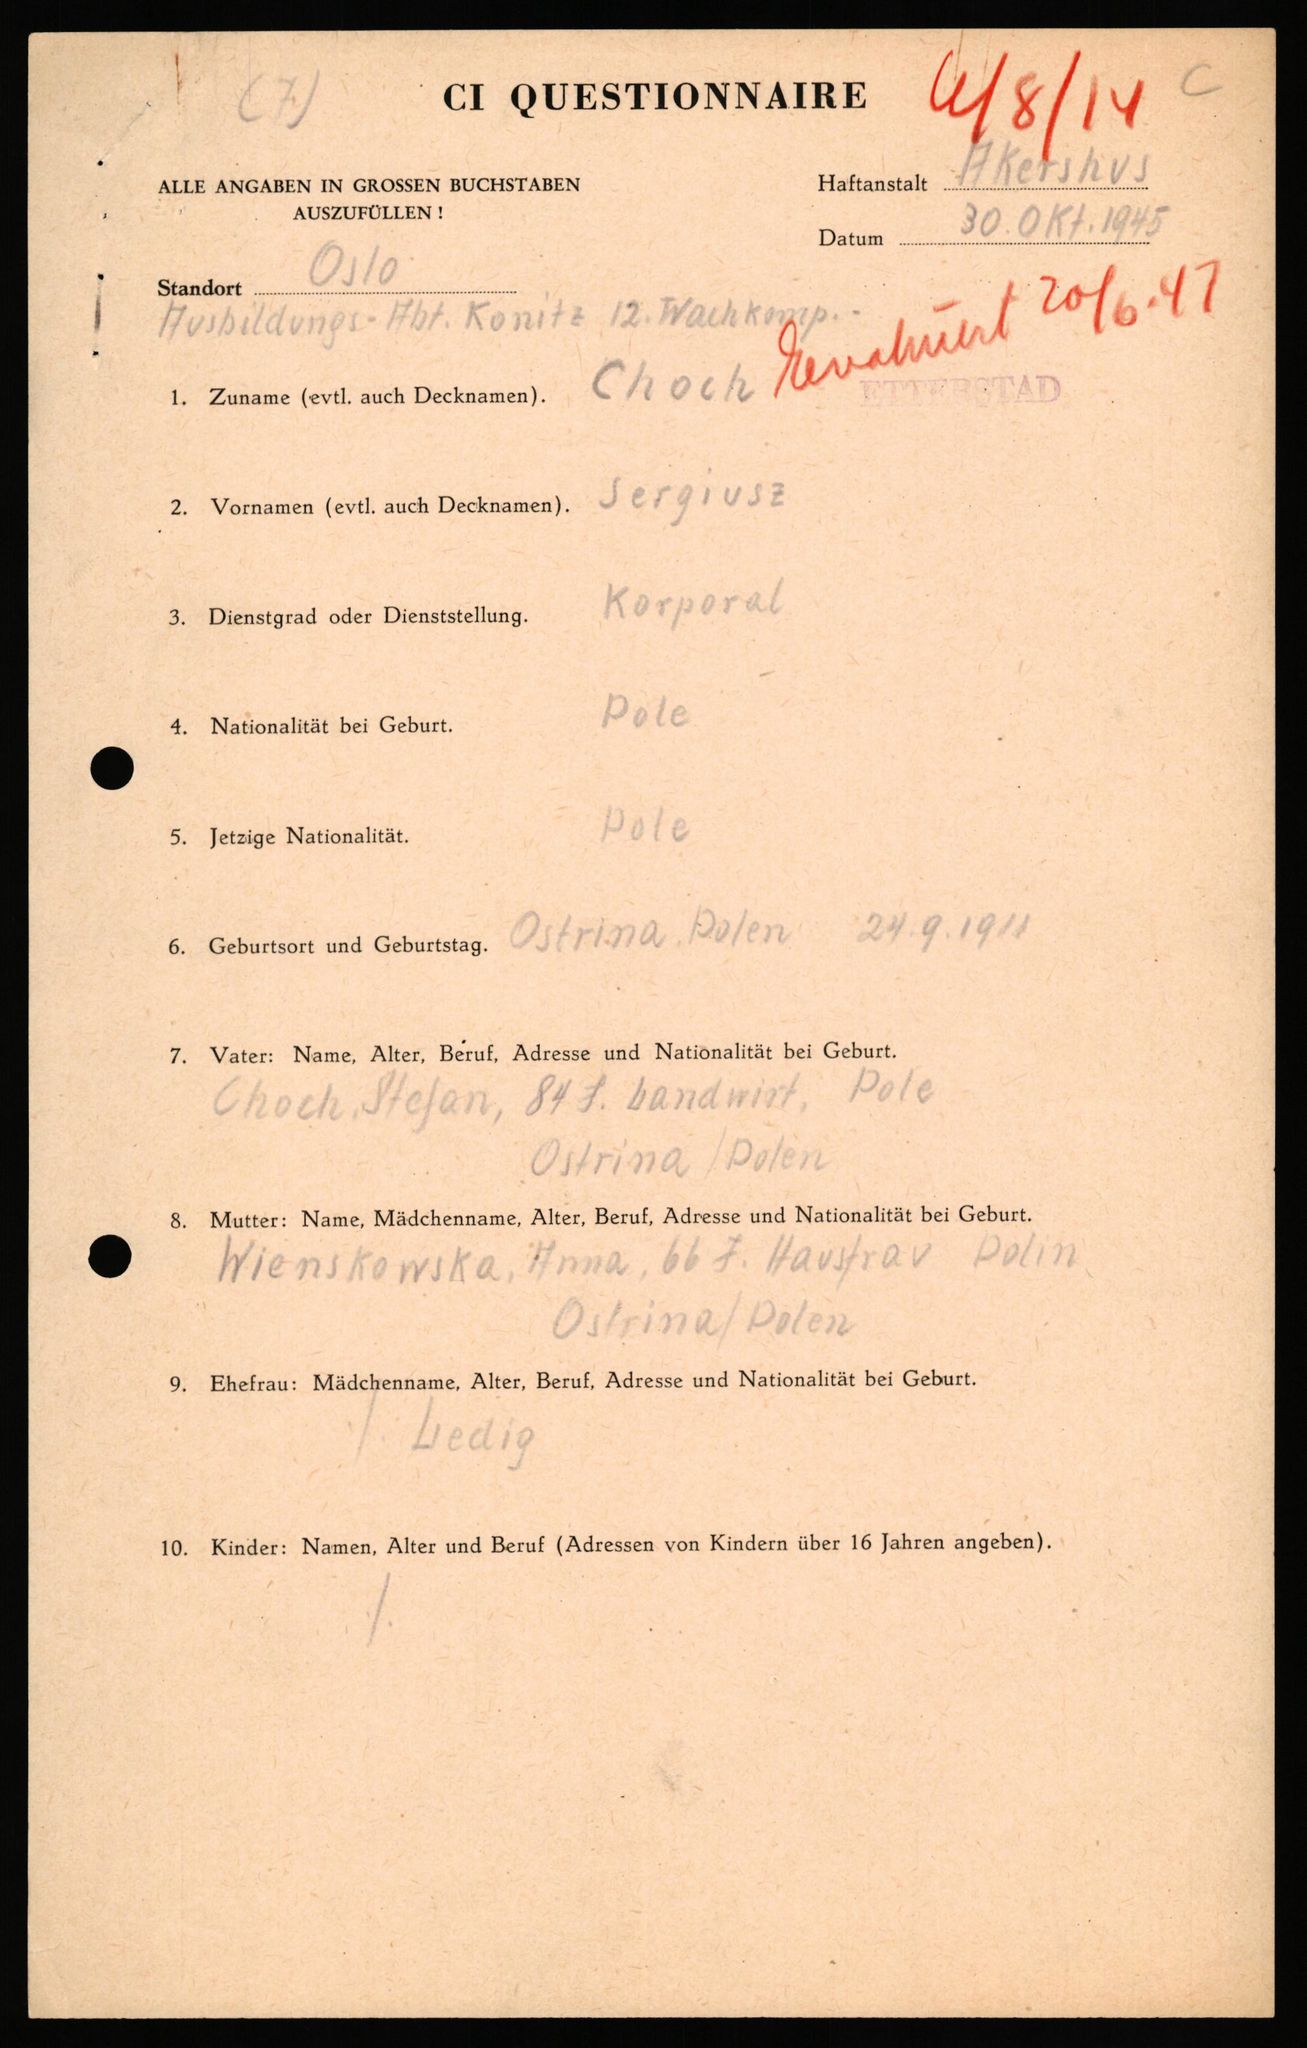 (7)
CI QUESTIONNAIRE
C
/8/14
ALLE ANGABEN IN GROSSEN BUCHSTABEN
AUSZUFÜLLEN !
Haftanstalt Akershus
Datum 30. Okt. 1945
Standort Oslo
Ausbildungs-Abt. Konitz 12. Wachkomp.-
20/6.47
1. Zuname (evtl. auch Decknamen). Choch
ETTERSTAD
2. Vornamen (evtl. auch Decknamen). Sergiusz
3. Dienstgrad oder Dienststellung. Korporal
4. Nationalität bei Geburt. Pole
5. Jetzige Nationalität. Pole
6. Geburtsort und Geburtstag. Ostrina, Polen 24.9.1911
7. Vater: Name, Alter, Beruf, Adresse und Nationalität bei Geburt.
Choch, Stefan, 84 J. Landwirt, Pole
Ostrina / Polen
8. Mutter: Name, Mädchenname, Alter, Beruf, Adresse und Nationalität bei Geburt.
Wienskowska, Anna, 66 J. Hausfrau Polin
Ostrina / Polen
9. Ehefrau: Mädchenname, Alter, Beruf, Adresse und Nationalität bei Geburt.
/. Ledig
10. Kinder: Namen, Alter und Beruf (Adressen von Kindern über 16 Jahren angeben).
/.